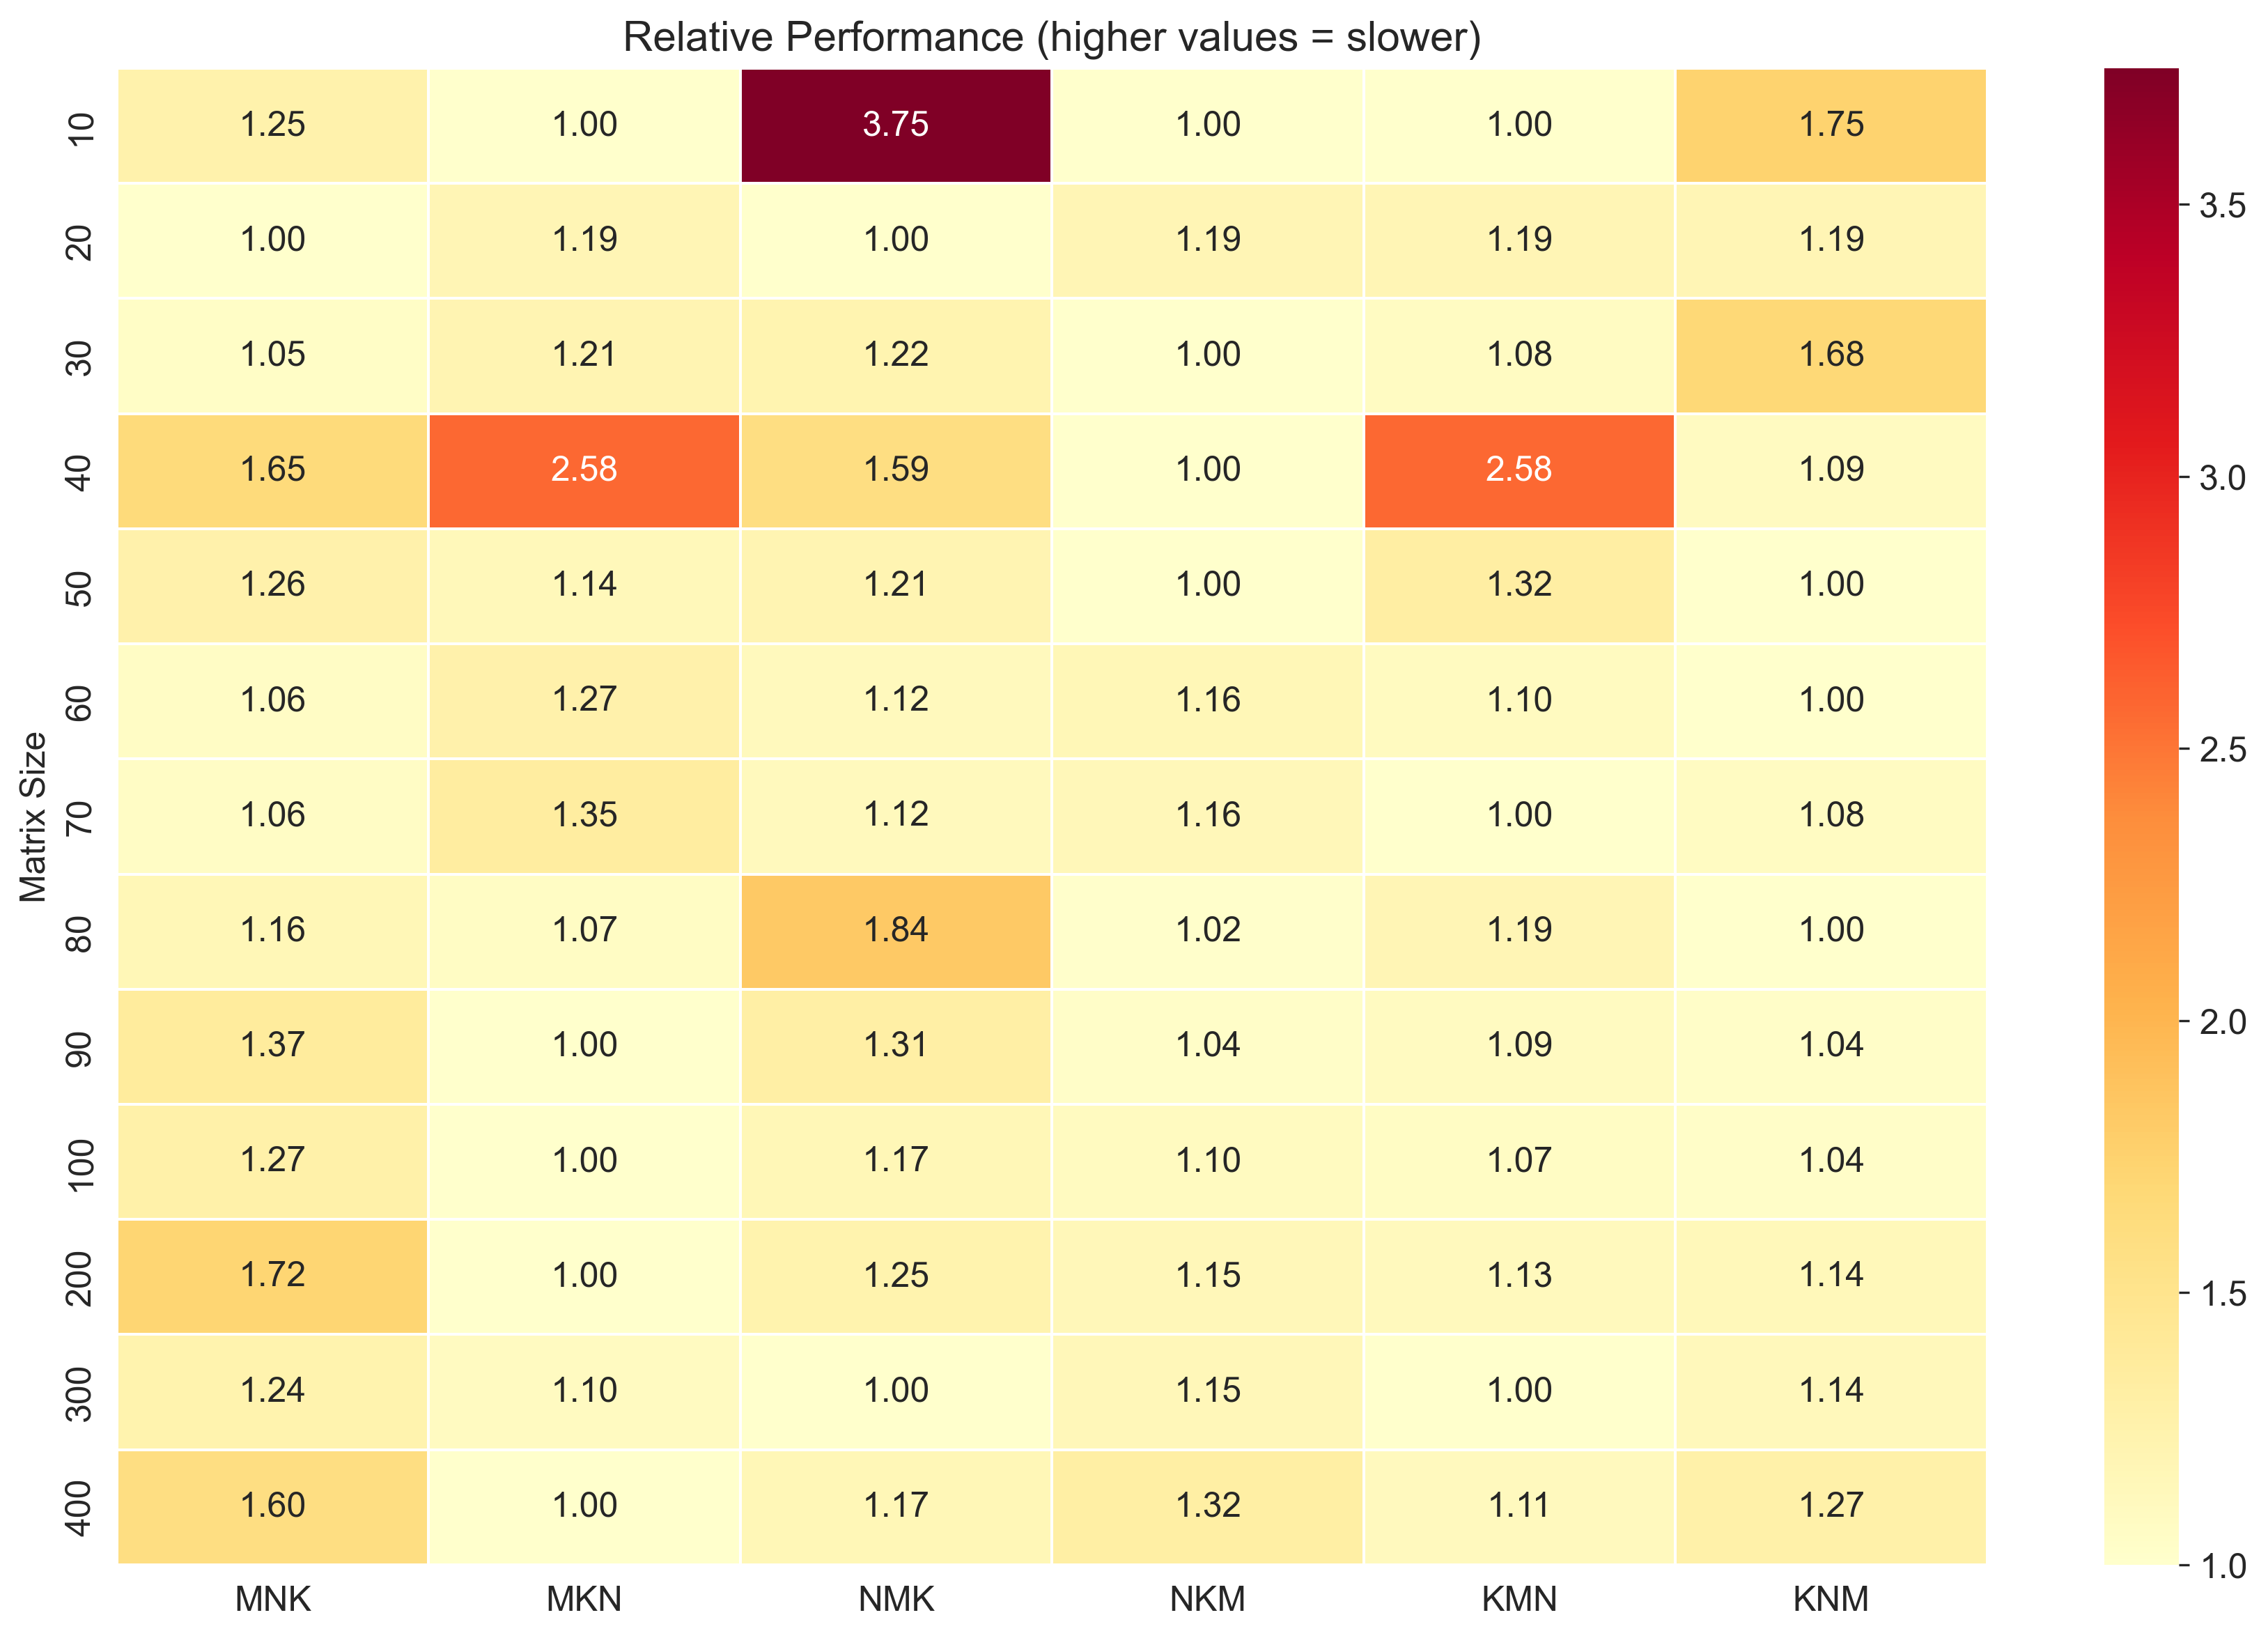 Relative Performance (higher values = slower)
Matrix Size
10 1.25 1.00 3.75 1.00 1.00 1.75
20 1.00 1.19 1.00 1.19 1.19 1.19
30 1.05 1.21 1.22 1.00 1.08 1.68
40 1.65 2.58 1.59 1.00 2.58 1.09
50 1.26 1.14 1.21 1.00 1.32 1.00
60 1.06 1.27 1.12 1.16 1.10 1.00
70 1.06 1.35 1.12 1.16 1.00 1.08
80 1.16 1.07 1.84 1.02 1.19 1.00
90 1.37 1.00 1.31 1.04 1.09 1.04
100 1.27 1.00 1.17 1.10 1.07 1.04
200 1.72 1.00 1.25 1.15 1.13 1.14
300 1.24 1.10 1.00 1.15 1.00 1.14
400 1.60 1.00 1.17 1.32 1.11 1.27
MNK MKN NMK NKM KMN KNM
3.5
3.0
2.5
2.0
1.5
1.0